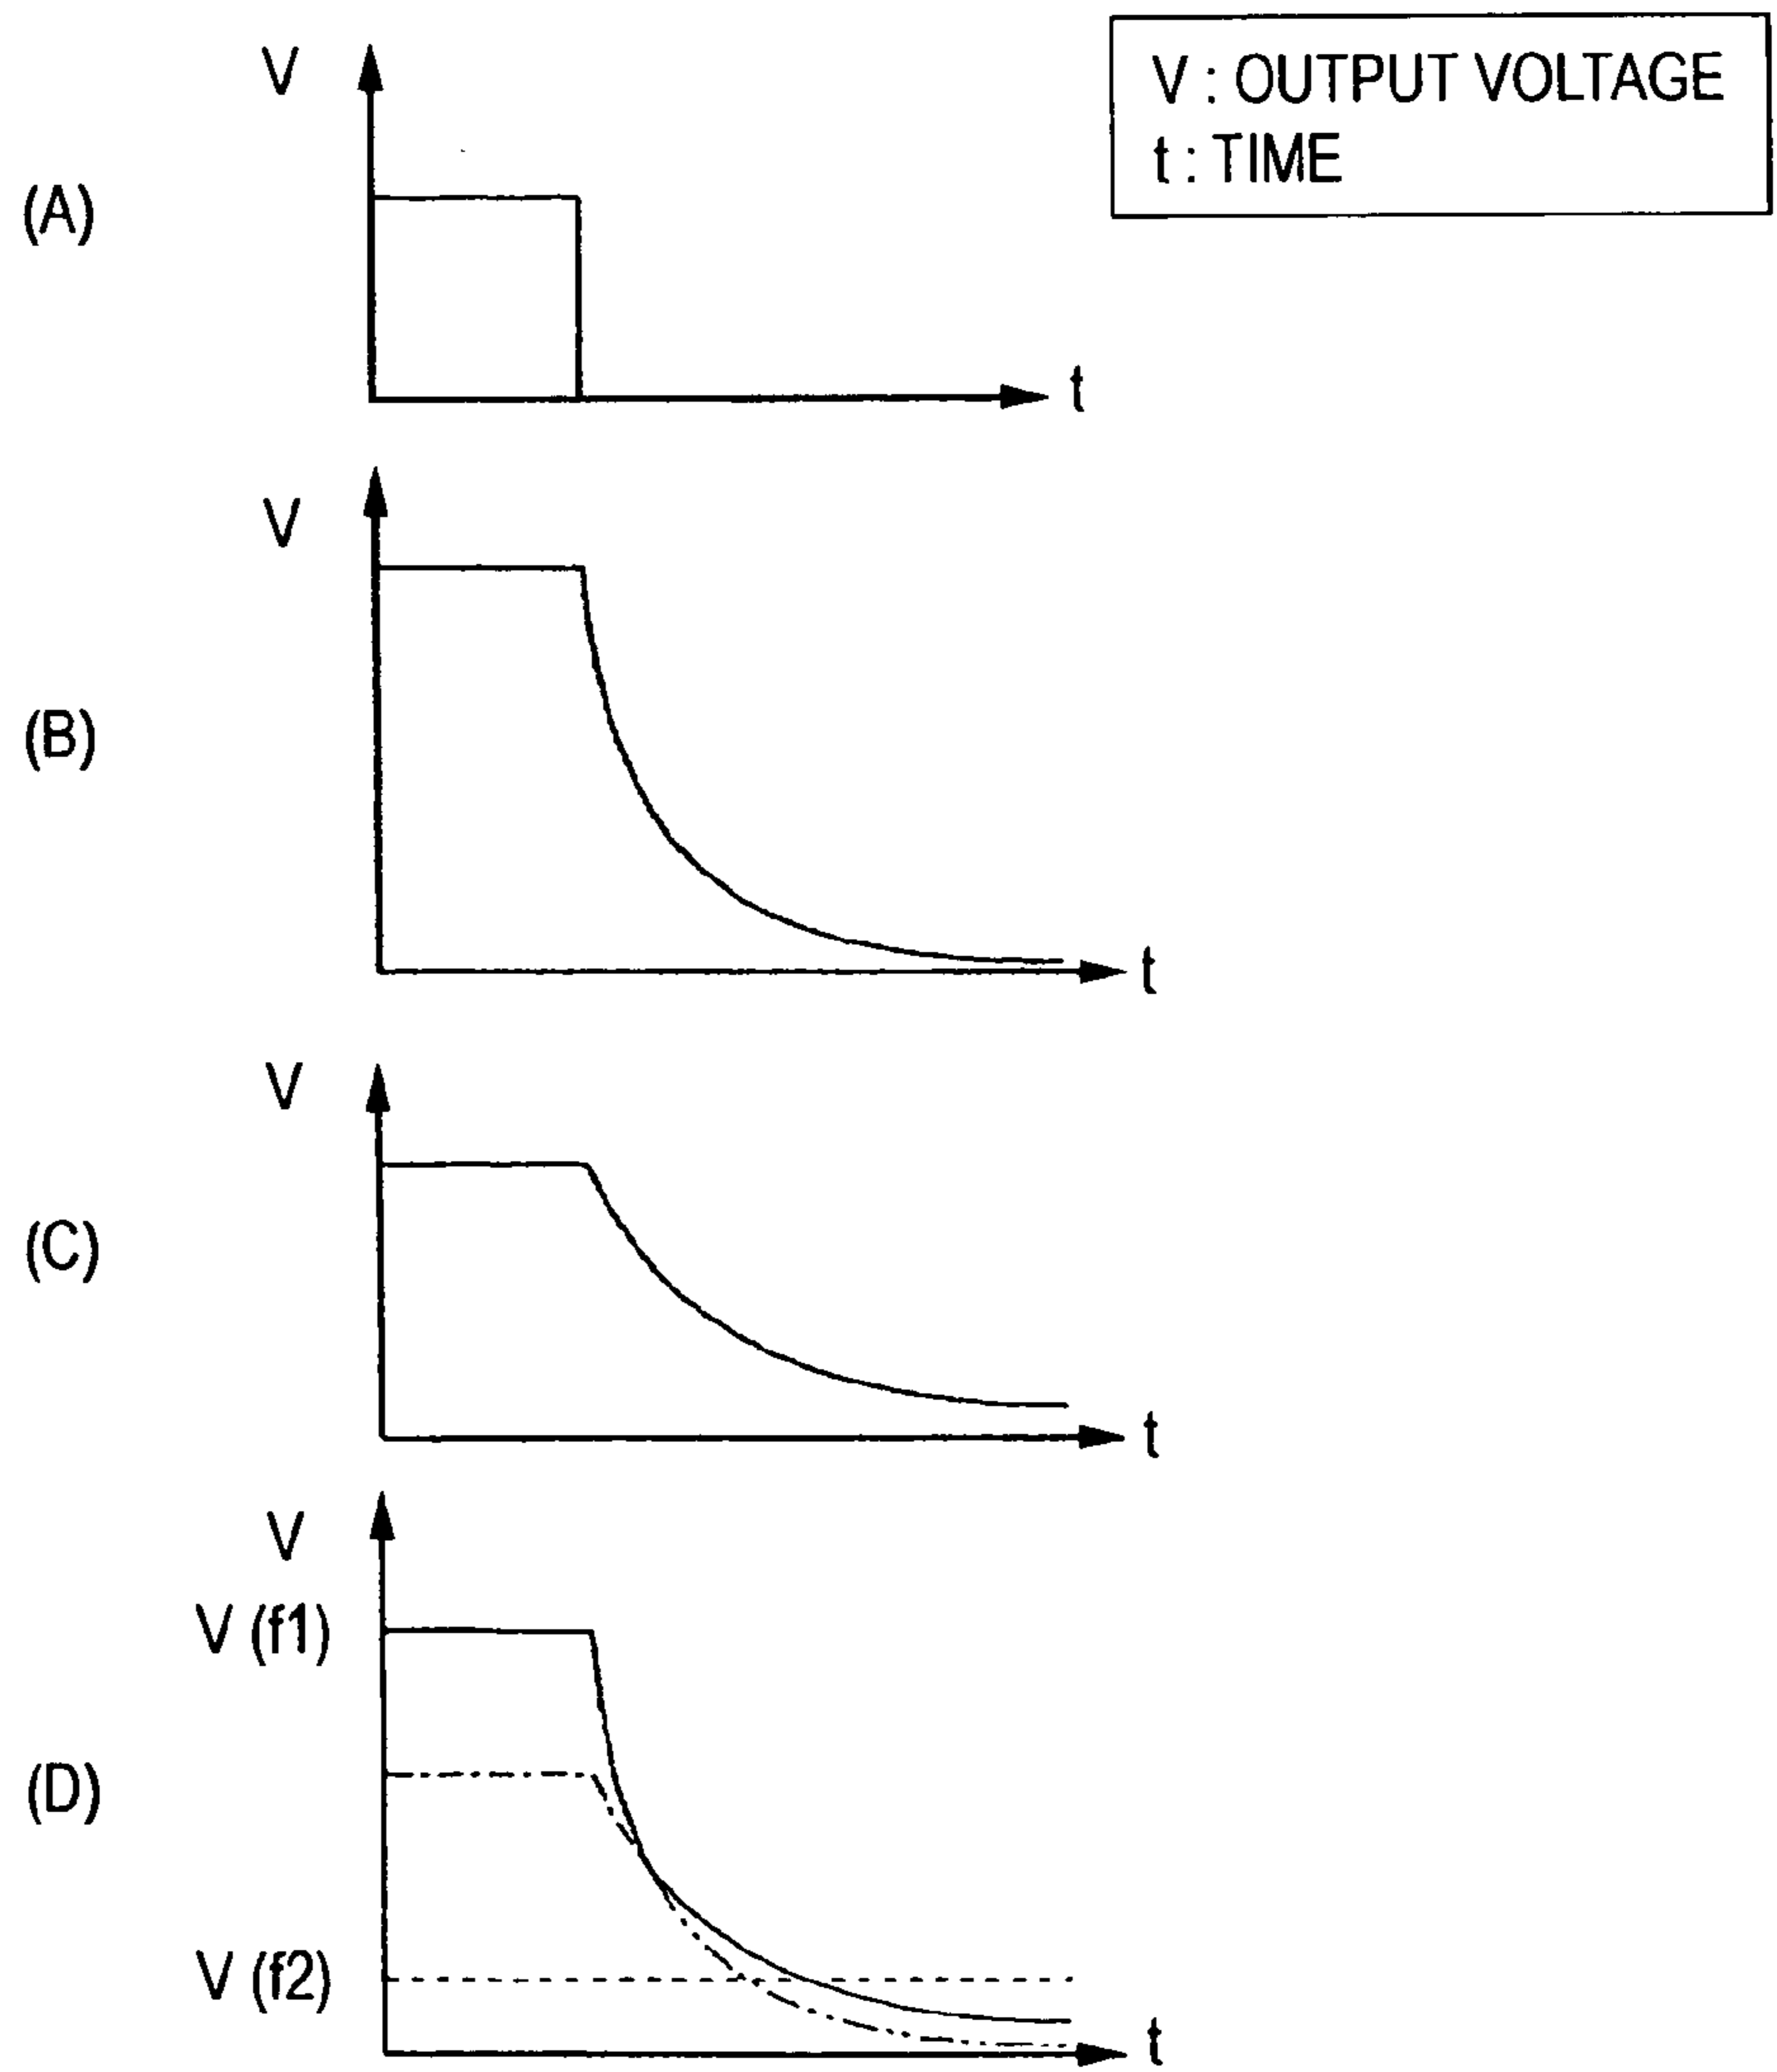 V : OUTPUT VOLTAGE
t : TIME
V
(A)
t
V
(B)
t
V
(C)
t
V
V (f1)
(D)
V (f2)
t